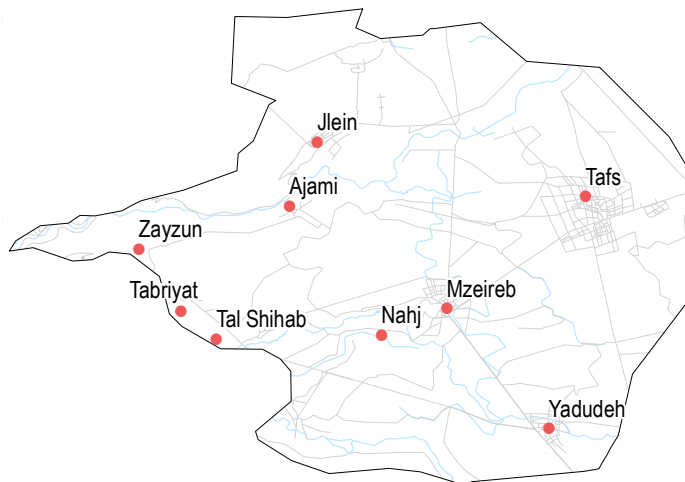 Jlein
Tafs
Ajami
Zayzun
Tabriyat
Mzeireb
Tal Shihab
Nahj
Yadudeh